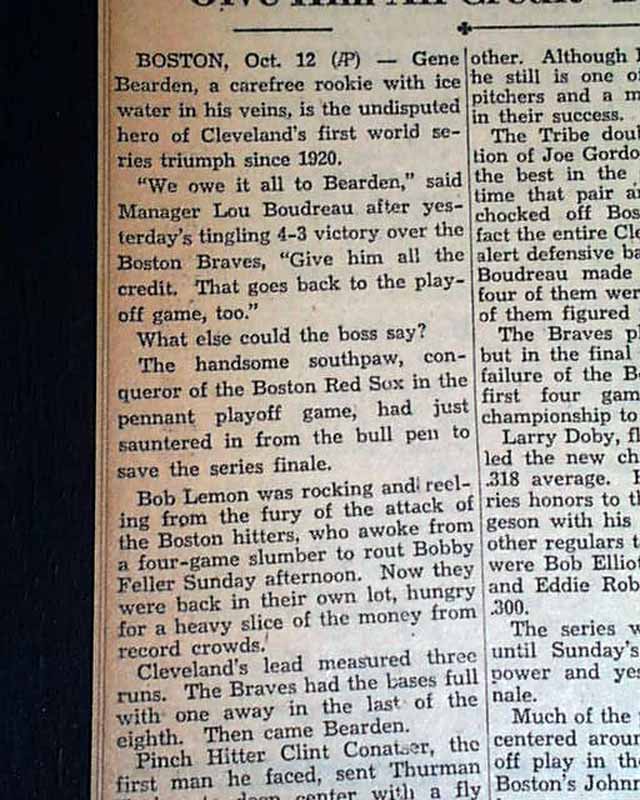 BOSTON, Oct. 12 (AP) — Gene
Bearden, a carefree rookie with ice
water in his veins, is the undisputed
hero of Cleveland's first world se-
ries triumph since 1920.
"We owe it all to Bearden," said
Manager Lou Boudreau after yes-
terday's tingling 4-3 victory over the
Boston Braves, "Give him all the
credit. That goes back to the play-
off game, too."
What else could the boss say?
The handsome southpaw, con-
queror of the Boston Red Sox in the
pennant playoff game, had just
sauntered in from the bull pen to
save the series finale.
Bob Lemon was rocking and reel-
ing from the fury of the attack of
the Boston hitters, who awoke from
a four-game slumber to rout Bobby
Feller Sunday afternoon. Now they
were back in their own lot, hungry
for a heavy slice of the money from
record crowds.
Cleveland's lead measured three
runs. The Braves had the bases full
with one away in the last of the
eighth. Then came Bearden.
Pinch Hitter Clint Conatser, the
first man he faced, sent Thurman
deep center with a fly
other. Although
he still is one
pitchers and a
in their success.
The Tribe
tion of Joe
the best in the
time that pair
chocked off
fact the entire
alert defensive
Boudreau made
four of them
of them figured
The Braves
but in the final
failure of the
first four
championship to
Larry Doby,
led the new
.318 average.
ries honors to
geson with his
other regulars
were Bob
and Eddie
.300.
The series
until Sunday's
power and
nale.
Much of the
centered
off play in
Boston's